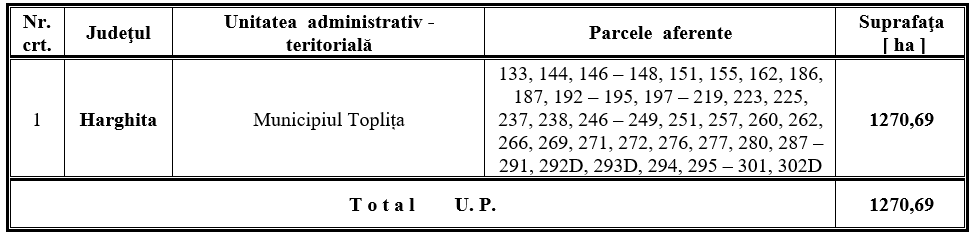 Nr. crt.
Județul
Unitatea administrativ -
teritorială
Parcele aferente
Suprafaţa
[ ha ]
1
Harghita
Municipiul Toplița
133, 144, 146 – 148, 151, 155, 162, 186,
187, 192 – 195, 197 – 219, 223, 225,
237, 238, 246 – 249, 251, 257, 260, 262,
266, 269, 271, 272, 276, 277, 280, 287 –
291, 292D, 293D, 294, 295 – 301, 302D
1270,69
T o t a l U. P.
1270,69